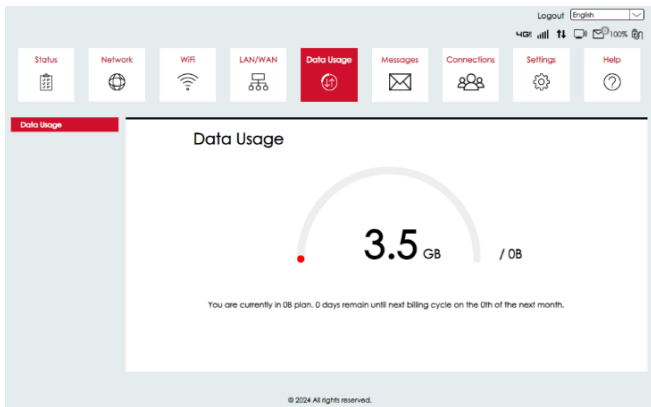 Logout English
4GE 100%
Status Network WiFi LAN/WAN Data Usage Messages Connections Settings Help
Data Usage
Data Usage
3.5 GB / 0B
You are currently in 0B plan. 0 days remain until next billing cycle on the 0th of the next month.
© 2024 All rights reserved.